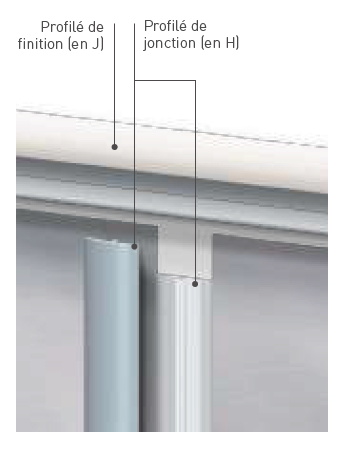 Profilé de
finition (en J)
Profilé de
jonction (en H)